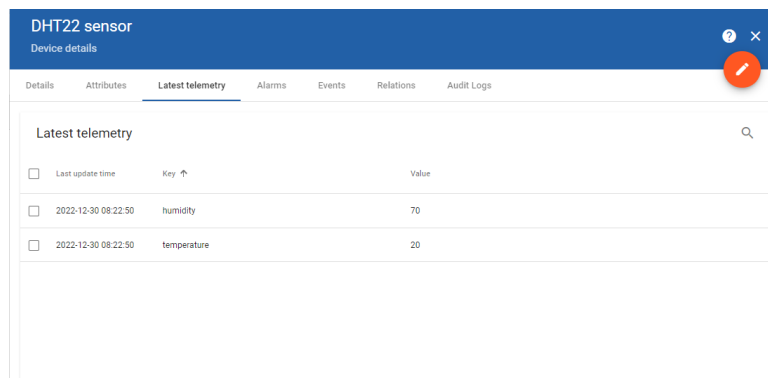 DHT22 sensor
Device details
Details Attributes Latest telemetry Alarms Events Relations Audit Logs
Latest telemetry
Last update time Key Value
2022-12-30 08:22:50 humidity 70
2022-12-30 08:22:50 temperature 20